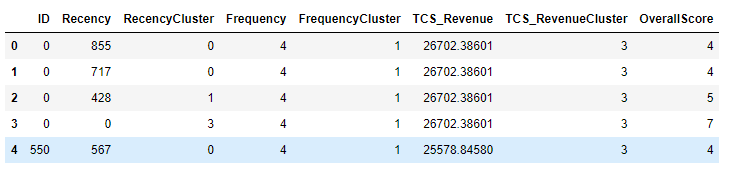 ID Recency RecencyCluster Frequency FrequencyCluster TCS_Revenue TCS_RevenueCluster OverallScore
0 0 855 0 4 1 26702.38601 3 4
1 0 717 0 4 1 26702.38601 3 4
2 0 428 1 4 1 26702.38601 3 5
3 0 0 3 4 1 26702.38601 3 7
4 550 567 0 4 1 25578.84580 3 4